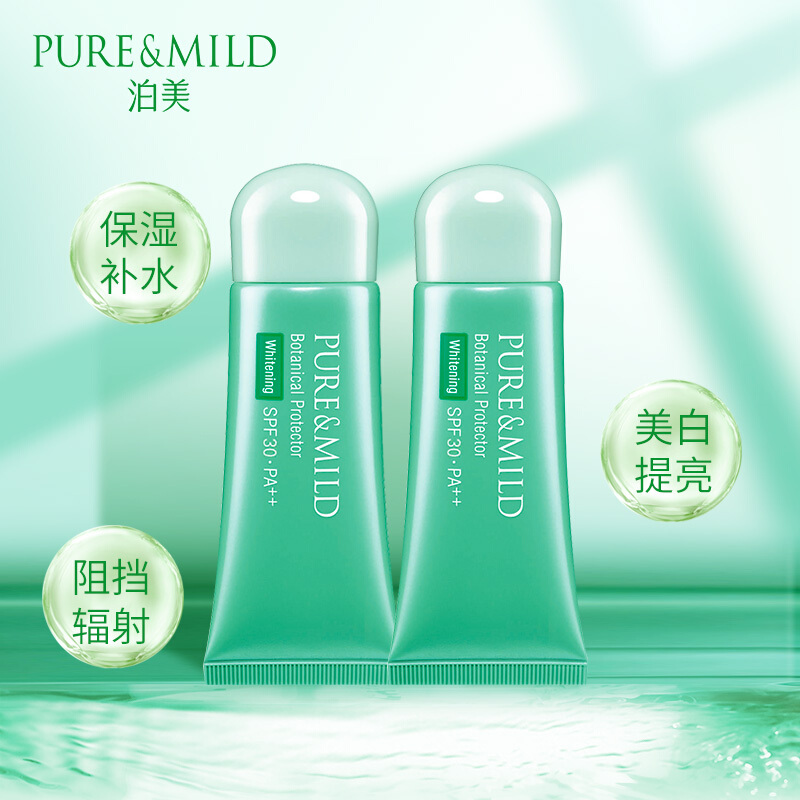 PURE&MILD
泊美
保湿
补水
PURE&MILD
Botanical Protector
Whitening
SPF30·PA++
PURE&MILD
Botanical Protector
Whitening
SPF30·PA++
美白
提亮
阻挡
辐射